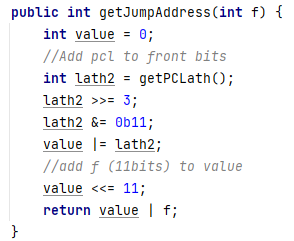 public int getJumpAddress(int f) {
int value = 0;
//Add pcl to front bits
int lath2 = getPCLath();
lath2 >>= 3;
lath2 &= 0b11;
value |= lath2;
//add f (11bits) to value
value <<= 11;
return value | f;
}